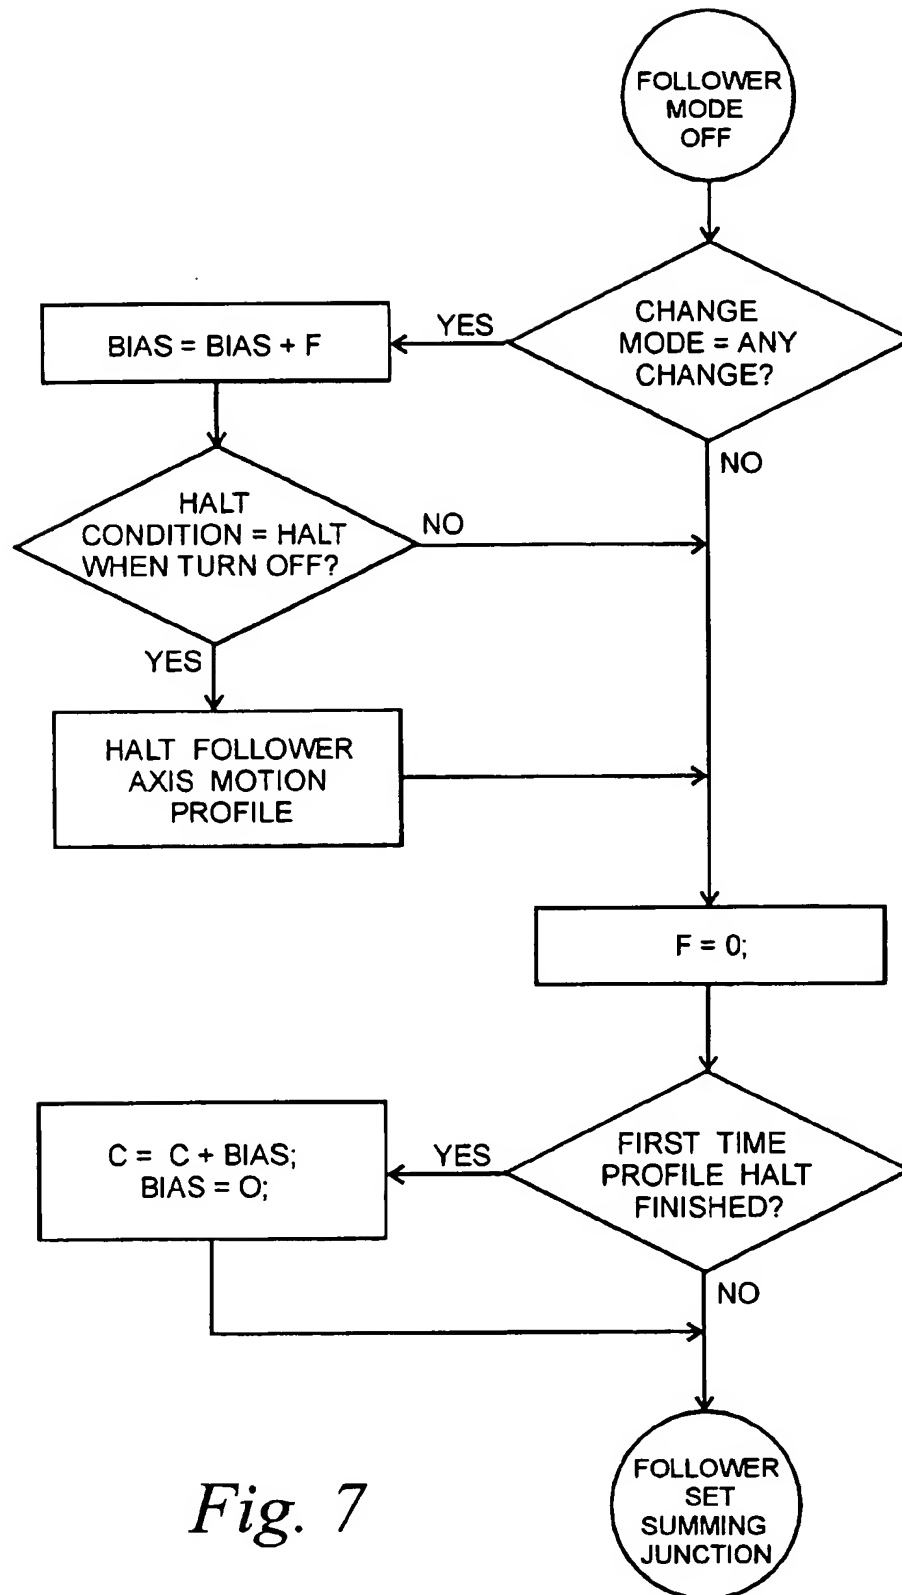 FOLLOWER
MODE
OFF
CHANGE
MODE = ANY
CHANGE?
YES
NO
BIAS = BIAS + F
HALT
CONDITION = HALT
WHEN TURN OFF?
NO
YES
HALT FOLLOWER
AXIS MOTION
PROFILE
F = 0;
FIRST TIME
PROFILE HALT
FINISHED?
YES
NO
C = C + BIAS;
BIAS = O;
FOLLOWER
SET
SUMMING
JUNCTION
Fig. 7